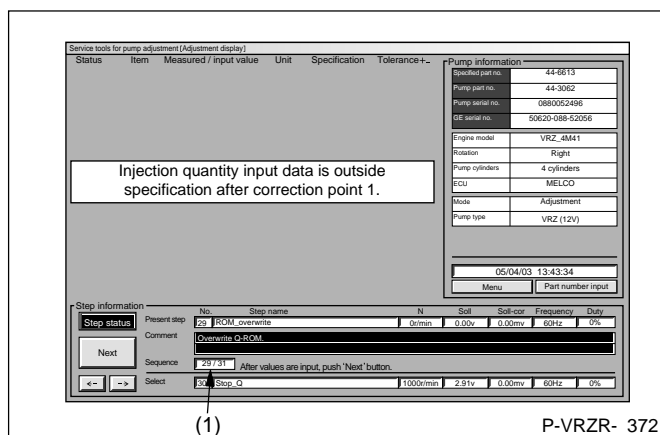 Service tools for pump adjustment [Adjustment display]
Status Item Measured / input value Unit Specification Tolerance+-
Pump information
Specified part no. 44-6613
Pump part no. 44-3062
Pump serial no. 0880052496
GE serial no. 50620-088-52056
Engine model VRZ_4M41
Rotation Right
Pump cylinders 4 cylinders
ECU MELCO
Mode Adjustment
Pump type VRZ (12V)
Injection quantity input data is outside
specification after correction point 1.
05/04/03 13:43:34
Menu Part number input
Step information
No. Step name N Soll Soll-cor Frequency Duty
Step status Present step 29 ROM_overwrite 0r/min 0.00v 0.00mv 60Hz 0%
Comment Overwrite Q-ROM.
Next
Sequence 29 / 31 After values are input, push 'Next' button.
<- -> Select 30 Stop_Q 1000r/min 2.91v 0.00mv 60Hz 0%
(1)
P-VRZR- 372